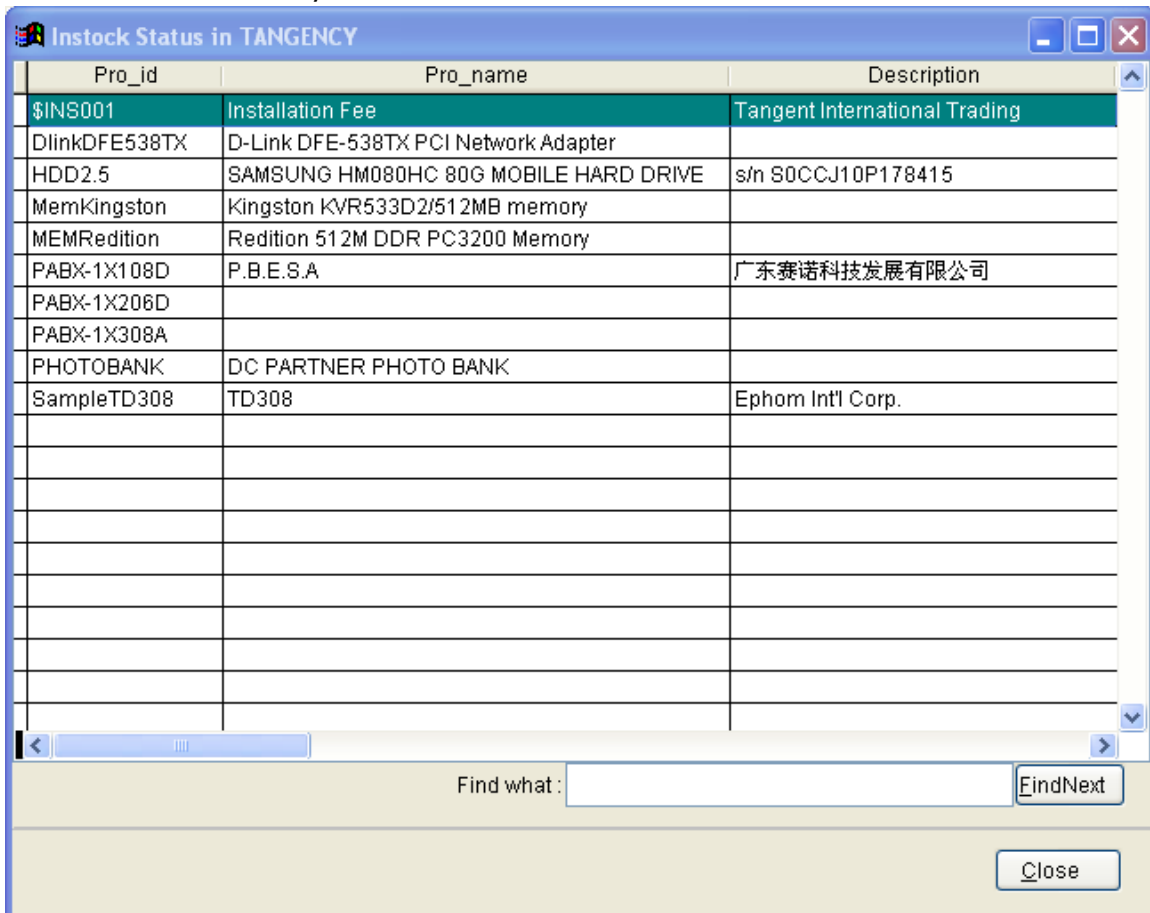 Instock Status in TANGENCY
Pro_id Pro_name Description
$INS001 Installation Fee Tangent International Trading
DlinkDFE538TX D-Link DFE-538TX PCI Network Adapter
HDD2.5 SAMSUNG HM080HC 80G MOBILE HARD DRIVE s/n S0CCJ10P178415
MemKingston Kingston KVR533D2/512MB memory
MEMRedition Redition 512M DDR PC3200 Memory
PABX-1X108D P.B.E.S.A 广东赛诺科技发展有限公司
PABX-1X206D
PABX-1X308A
PHOTOBANK DC PARTNER PHOTO BANK
SampleTD308 TD308 Ephom Int'l Corp.
Find what : FindNext
Close